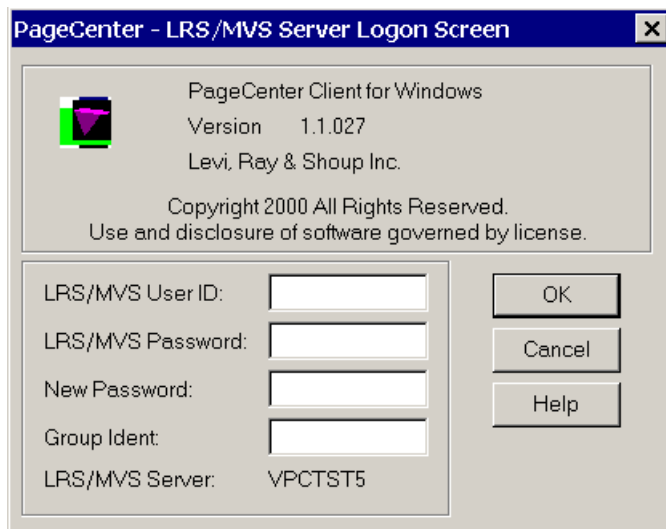 PageCenter - LRS/MVS Server Logon Screen
PageCenter Client for Windows
Version 1.1.027
Levi, Ray & Shoup Inc.
Copyright 2000 All Rights Reserved.
Use and disclosure of software governed by license.
LRS/MVS User ID:
LRS/MVS Password:
New Password:
Group Ident:
LRS/MVS Server: VPCTST5
OK
Cancel
Help